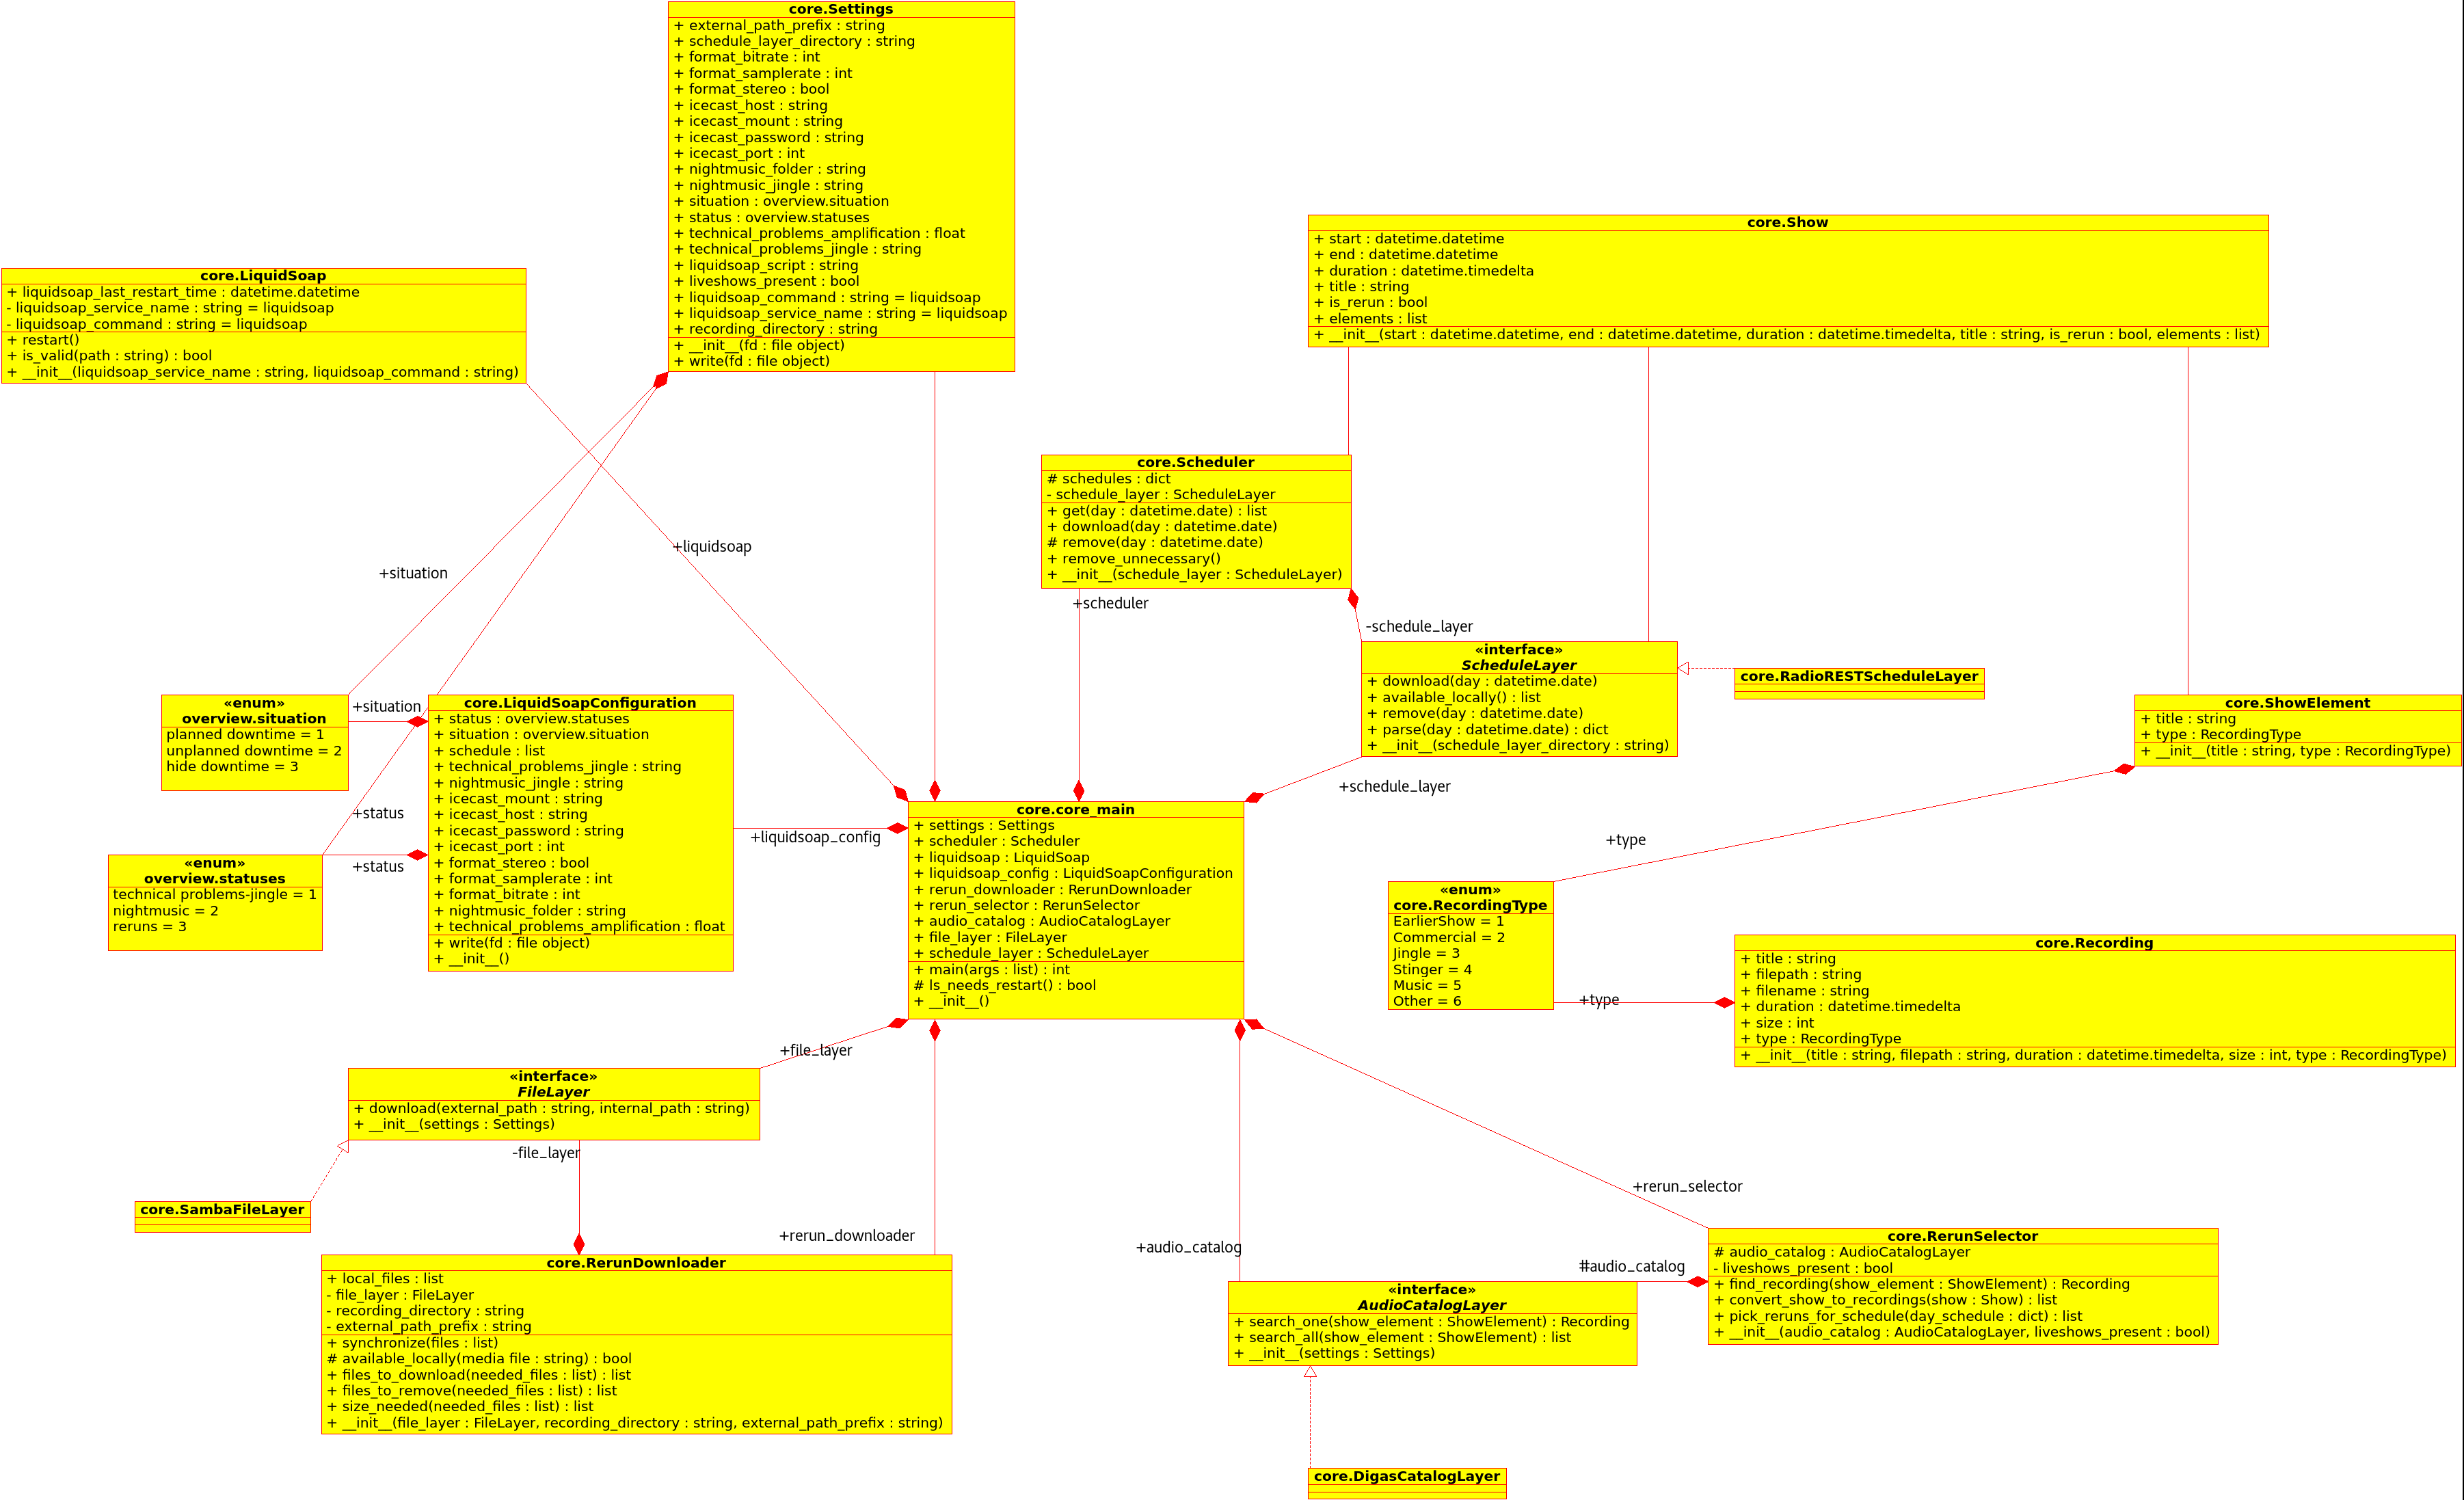 core.Settings
+ external_path_prefix : string
+ schedule_layer_directory : string
+ format_bitrate : int
+ format_samplerate : int
+ format_stereo : bool
+ icecast_host : string
+ icecast_mount : string
+ icecast_password : string
+ icecast_port : int
+ nightmusic_folder : string
+ nightmusic_jingle : string
+ situation : overview.situation
+ status : overview.statuses
+ technical_problems_amplification : float
+ technical_problems_jingle : string
+ liquidsoap_script : string
+ liveshows_present : bool
+ liquidsoap_command : string = liquidsoap
+ liquidsoap_service_name : string = liquidsoap
+ recording_directory : string
+ __init__(fd : file object)
+ write(fd : file object)
core.Show
+ start : datetime.datetime
+ end : datetime.datetime
+ duration : datetime.timedelta
+ title : string
+ is_rerun : bool
+ elements : list
+ __init__(start : datetime.datetime, end : datetime.datetime, duration : datetime.timedelta, title : string, is_rerun : bool, elements : list)
core.LiquidSoap
+ liquidsoap_last_restart_time : datetime.datetime
- liquidsoap_service_name : string = liquidsoap
- liquidsoap_command : string = liquidsoap
+ restart()
+ is_valid(path : string) : bool
+ __init__(liquidsoap_service_name : string, liquidsoap_command : string)
core.Scheduler
# schedules : dict
- schedule_layer : ScheduleLayer
+ get(day : datetime.date) : list
+ download(day : datetime.date)
# remove(day : datetime.date)
+ remove_unnecessary()
+ __init__(schedule_layer : ScheduleLayer)
+liquidsoap
+situation
+scheduler
-schedule_layer
«interface»
ScheduleLayer
+ download(day : datetime.date)
+ available_locally() : list
+ remove(day : datetime.date)
+ parse(day : datetime.date) : dict
+ __init__(schedule_layer_directory : string)
core.RadioRESTScheduleLayer
core.ShowElement
+ title : string
+ type : RecordingType
+ __init__(title : string, type : RecordingType)
«enum»
overview.situation
planned downtime = 1
unplanned downtime = 2
hide downtime = 3
+situation
core.LiquidSoapConfiguration
+ status : overview.statuses
+ situation : overview.situation
+ schedule : list
+ technical_problems_jingle : string
+ nightmusic_jingle : string
+ icecast_mount : string
+ icecast_host : string
+ icecast_password : string
+ icecast_port : int
+ format_stereo : bool
+ format_samplerate : int
+ format_bitrate : int
+ nightmusic_folder : string
+ technical_problems_amplification : float
+ write(fd : file object)
+ __init__()
+status
+status
«enum»
overview.statuses
technical problems-jingle = 1
nightmusic = 2
reruns = 3
+liquidsoap_config
+schedule_layer
core.core_main
+ settings : Settings
+ scheduler : Scheduler
+ liquidsoap : LiquidSoap
+ liquidsoap_config : LiquidSoapConfiguration
+ rerun_downloader : RerunDownloader
+ rerun_selector : RerunSelector
+ audio_catalog : AudioCatalogLayer
+ file_layer : FileLayer
+ schedule_layer : ScheduleLayer
+ main(args : list) : int
# ls_needs_restart() : bool
+ __init__()
+type
«enum»
core.RecordingType
EarlierShow = 1
Commercial = 2
Jingle = 3
Stinger = 4
Music = 5
Other = 6
+type
core.Recording
+ title : string
+ filepath : string
+ filename : string
+ duration : datetime.timedelta
+ size : int
+ type : RecordingType
+ __init__(title : string, filepath : string, duration : datetime.timedelta, size : int, type : RecordingType)
+file_layer
«interface»
FileLayer
+ download(external_path : string, internal_path : string)
+ __init__(settings : Settings)
-file_layer
core.SambaFileLayer
+rerun_downloader
core.RerunDownloader
+ local_files : list
- file_layer : FileLayer
- recording_directory : string
- external_path_prefix : string
+ synchronize(files : list)
# available_locally(media file : string) : bool
+ files_to_download(needed_files : list) : list
+ files_to_remove(needed_files : list) : list
+ size_needed(needed_files : list) : list
+ __init__(file_layer : FileLayer, recording_directory : string, external_path_prefix : string)
+rerun_selector
+audio_catalog
#audio_catalog
core.RerunSelector
# audio_catalog : AudioCatalogLayer
- liveshows_present : bool
+ find_recording(show_element : ShowElement) : Recording
+ convert_show_to_recordings(show : Show) : list
+ pick_reruns_for_schedule(day_schedule : dict) : list
+ __init__(audio_catalog : AudioCatalogLayer, liveshows_present : bool)
«interface»
AudioCatalogLayer
+ search_one(show_element : ShowElement) : Recording
+ search_all(show_element : ShowElement) : list
+ __init__(settings : Settings)
core.DigasCatalogLayer